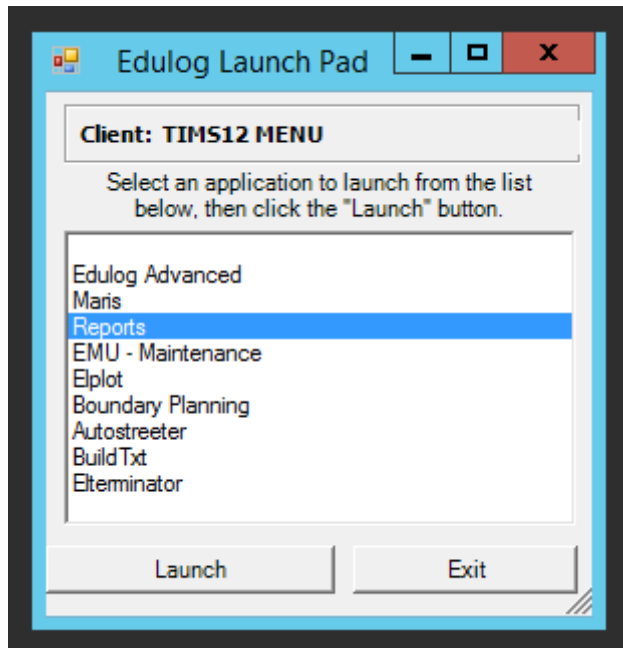 Edulog Launch Pad
Client: TIMS12 MENU
Select an application to launch from the list
below, then click the "Launch" button.
Edulog Advanced
Maris
Reports
EMU - Maintenance
Elplot
Boundary Planning
Autostreeter
BuildTxt
Elterminator
Launch
Exit